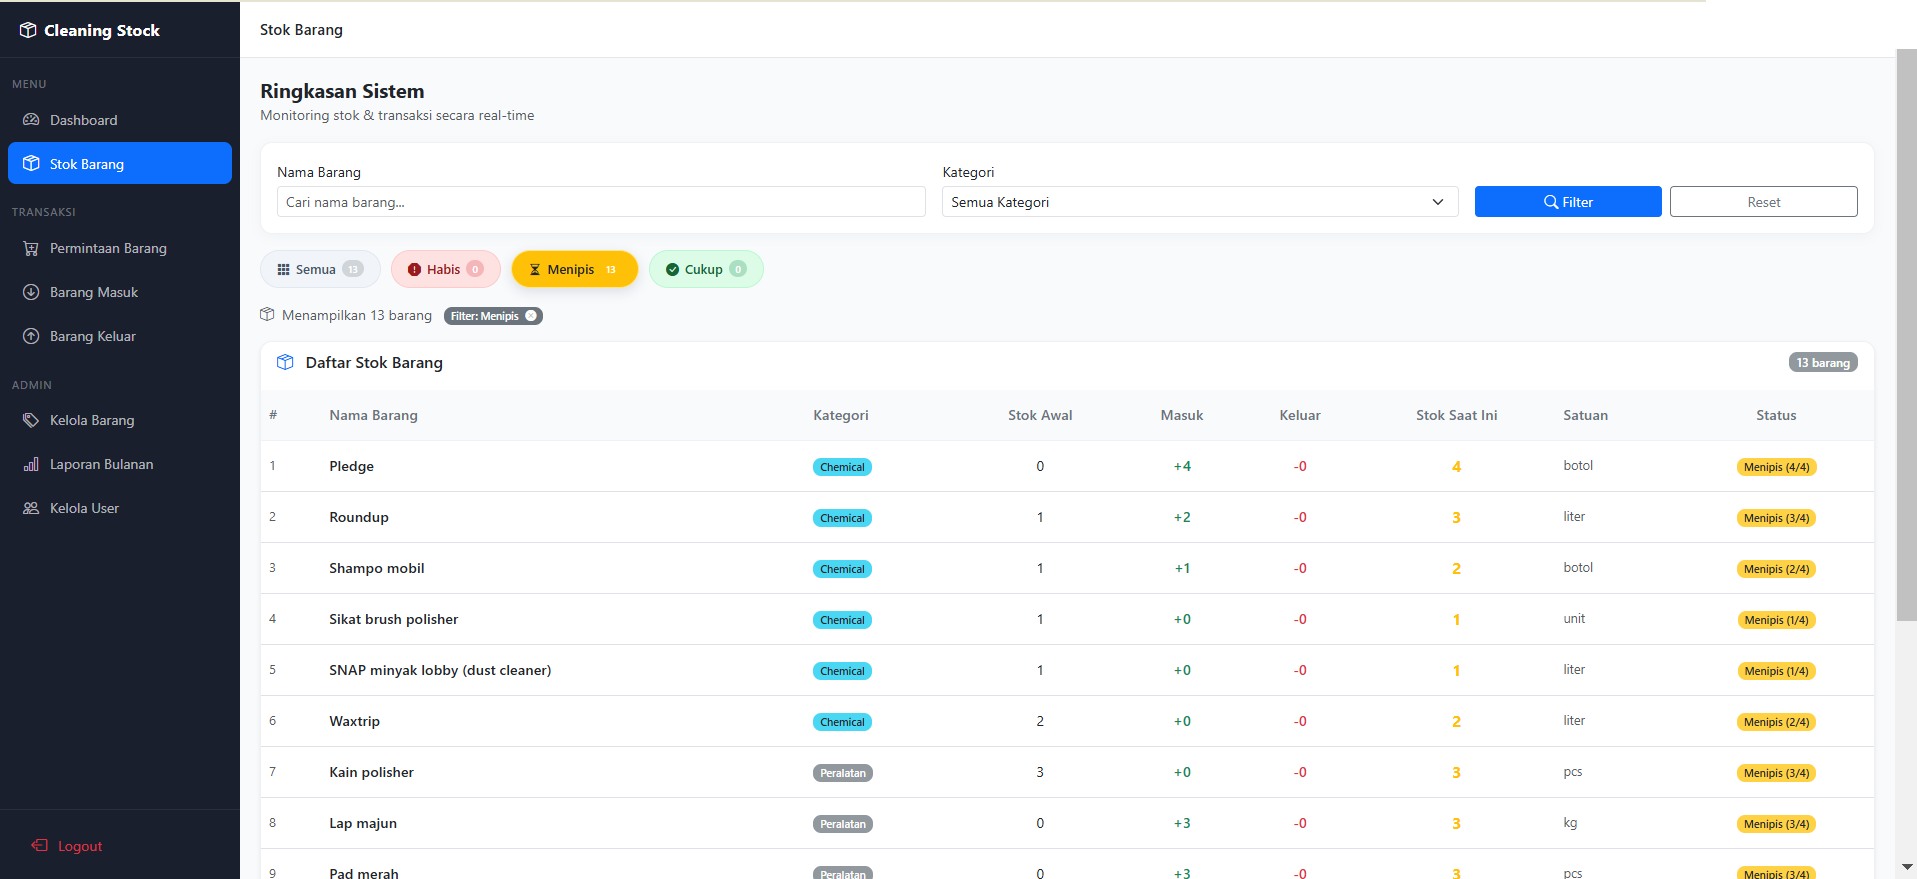 Cleaning Stock
Stok Barang
MENU
Dashboard
Stok Barang
TRANSAKSI
Permintaan Barang
Barang Masuk
Barang Keluar
ADMIN
Kelola Barang
Laporan Bulanan
Kelola User
Logout
Ringkasan Sistem
Monitoring stok & transaksi secara real-time
Nama Barang
Kategori
Cari nama barang...
Semua Kategori
Filter
Reset
Semua 13
Habis 0
Menipis 13
Cukup 0
Menampilkan 13 barang Filter: Menipis
Daftar Stok Barang
13 barang
# Nama Barang Kategori Stok Awal Masuk Keluar Stok Saat Ini Satuan Status
1 Pledge Chemical 0 +4 -0 4 botol Menipis (4/4)
2 Roundup Chemical 1 +2 -0 3 liter Menipis (3/4)
3 Shampo mobil Chemical 1 +1 -0 2 botol Menipis (2/4)
4 Sikat brush polisher Chemical 1 +0 -0 1 unit Menipis (1/4)
5 SNAP minyak lobby (dust cleaner) Chemical 1 +0 -0 1 liter Menipis (1/4)
6 Waxtrip Chemical 2 +0 -0 2 liter Menipis (2/4)
7 Kain polisher Peralatan 3 +0 -0 3 pcs Menipis (3/4)
8 Lap majun Peralatan 0 +3 -0 3 kg Menipis (3/4)
9 Pad merah Peralatan 0 +3 -0 3 pcs Menipis (3/4)